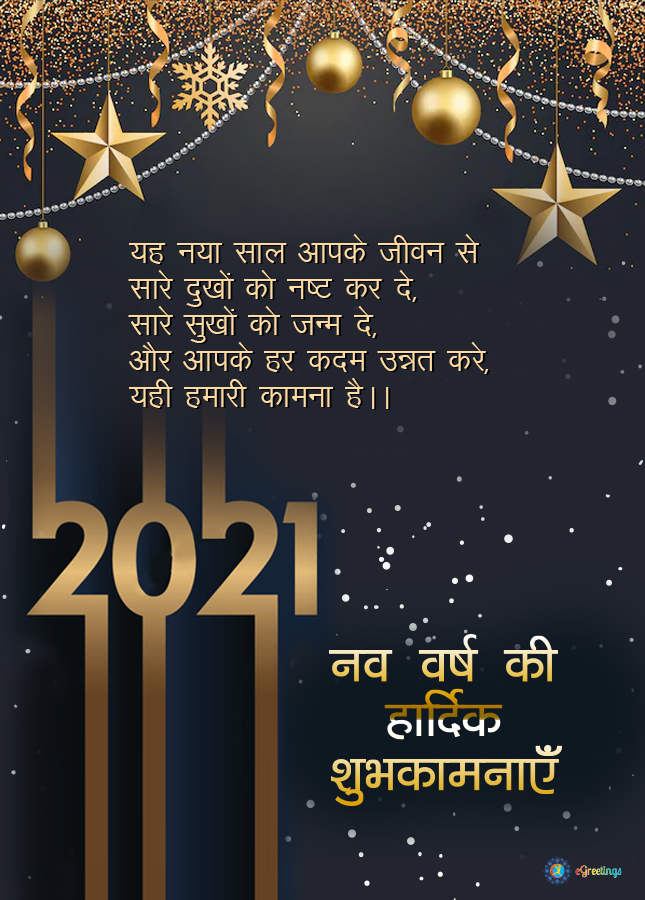 यह नया साल आपके जीवन से
सारे दुखों को नष्ट कर दे,
सारे सुखों को जन्म दे,
और आपके हर कदम उन्नत करे,
यही हमारी कामना है।।
2021
नव वर्ष की
हार्दिक
शुभकामनाएँ
eGreetings